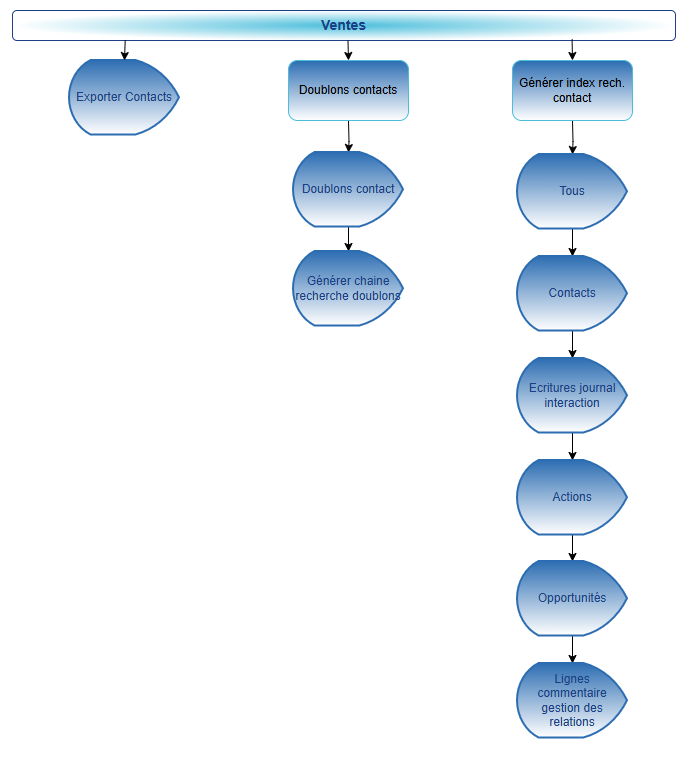 Ventes
Exporter Contacts
Doublons contacts
Doublons contact
Générer chaine
recherche doublons
Générer index rech.
contact
Tous
Contacts
Ecritures journal
interaction
Actions
Opportunités
Lignes
commentaire
gestion des
relations